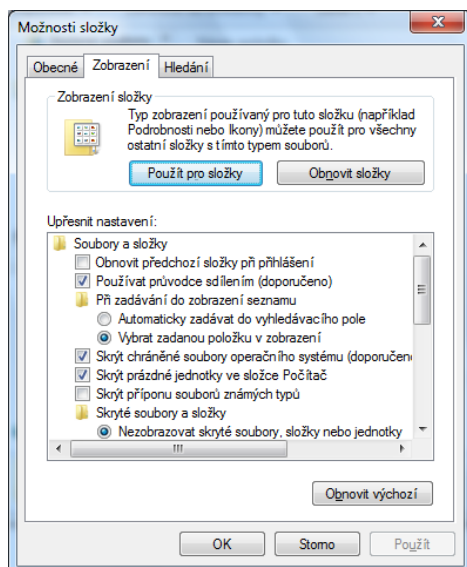 Možnosti složky
Obecné Zobrazení Hledání
Zobrazení složky
Typ zobrazení používaný pro tuto složku (například
Podrobnosti nebo Ikony) můžete použít pro všechny
ostatní složky s tímto typem souborů.
Použít pro složky Obnovit složky
Upřesnit nastavení:
Soubory a složky
Obnovit předchozí složky při přihlášení
Používat průvodce sdílením (doporučeno)
Při zadávání do zobrazení seznamu
Automaticky zadávat do vyhledávacího pole
Vybrat zadanou položku v zobrazení
Skrýt chráněné soubory operačního systému (doporučen
Skrýt prázdné jednotky ve složce Počítač
Skrýt příponu souborů známých typů
Skryté soubory a složky
Nezobrazovat skryté soubory, složky nebo jednotky
Obnovit výchozí
OK Storno Použít